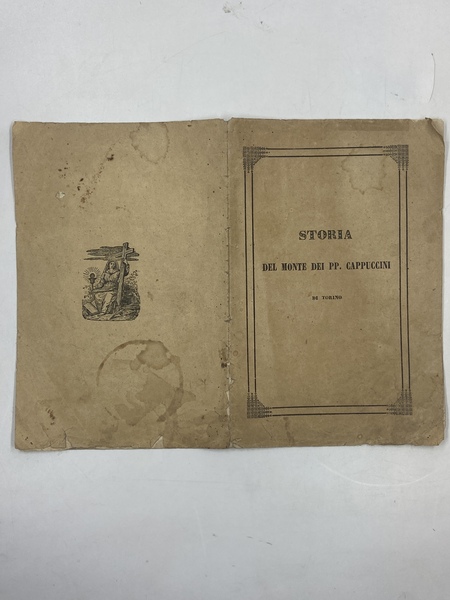 STORIA
DEL MONTE DEI PP. CAPPUCCINI
DI TORINO